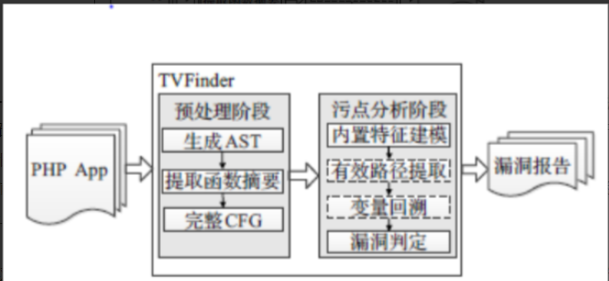 TVFinder
预处理阶段
生成AST
提取函数摘要
完整CFG
污点分析阶段
内置特征建模
有效路径提取
变量回溯
漏洞判定
PHP App
漏洞报告